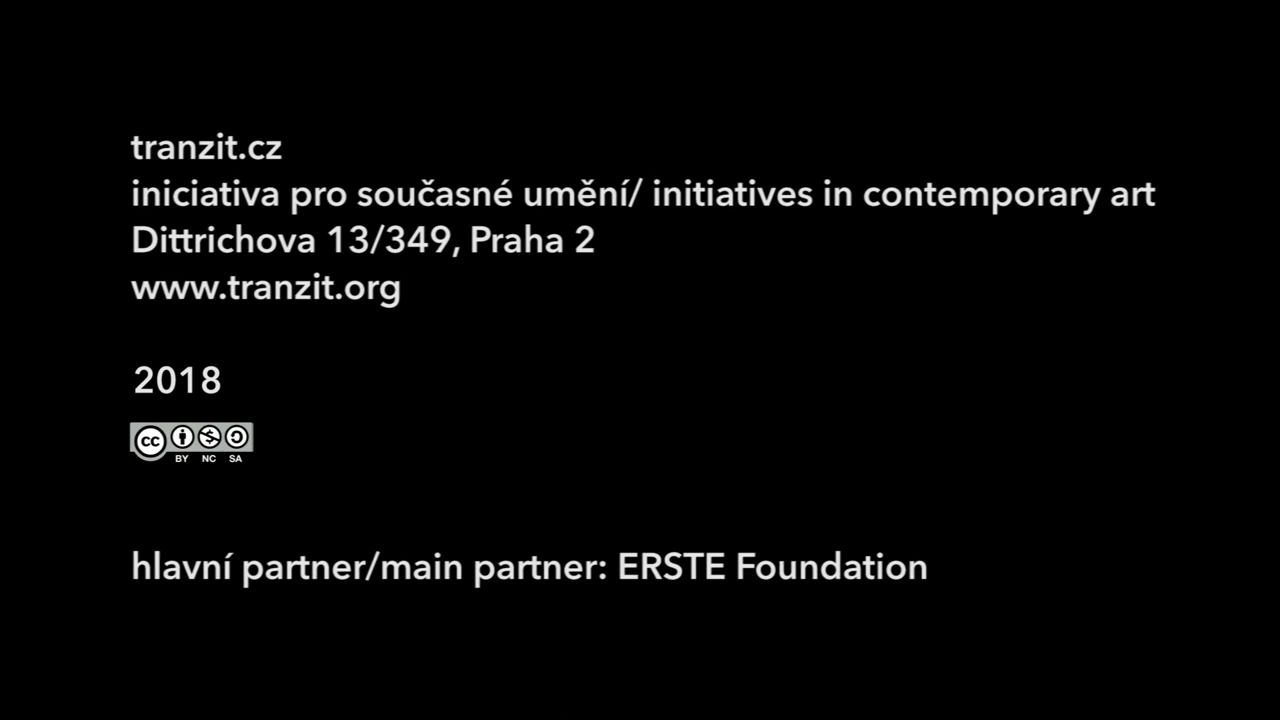 tranzit.cz
iniciativa pro současné umění/ initiatives in contemporary art
Dittrichova 13/349, Praha 2
www.tranzit.org
2018
cc BY NC SA
hlavní partner/main partner: ERSTE Foundation